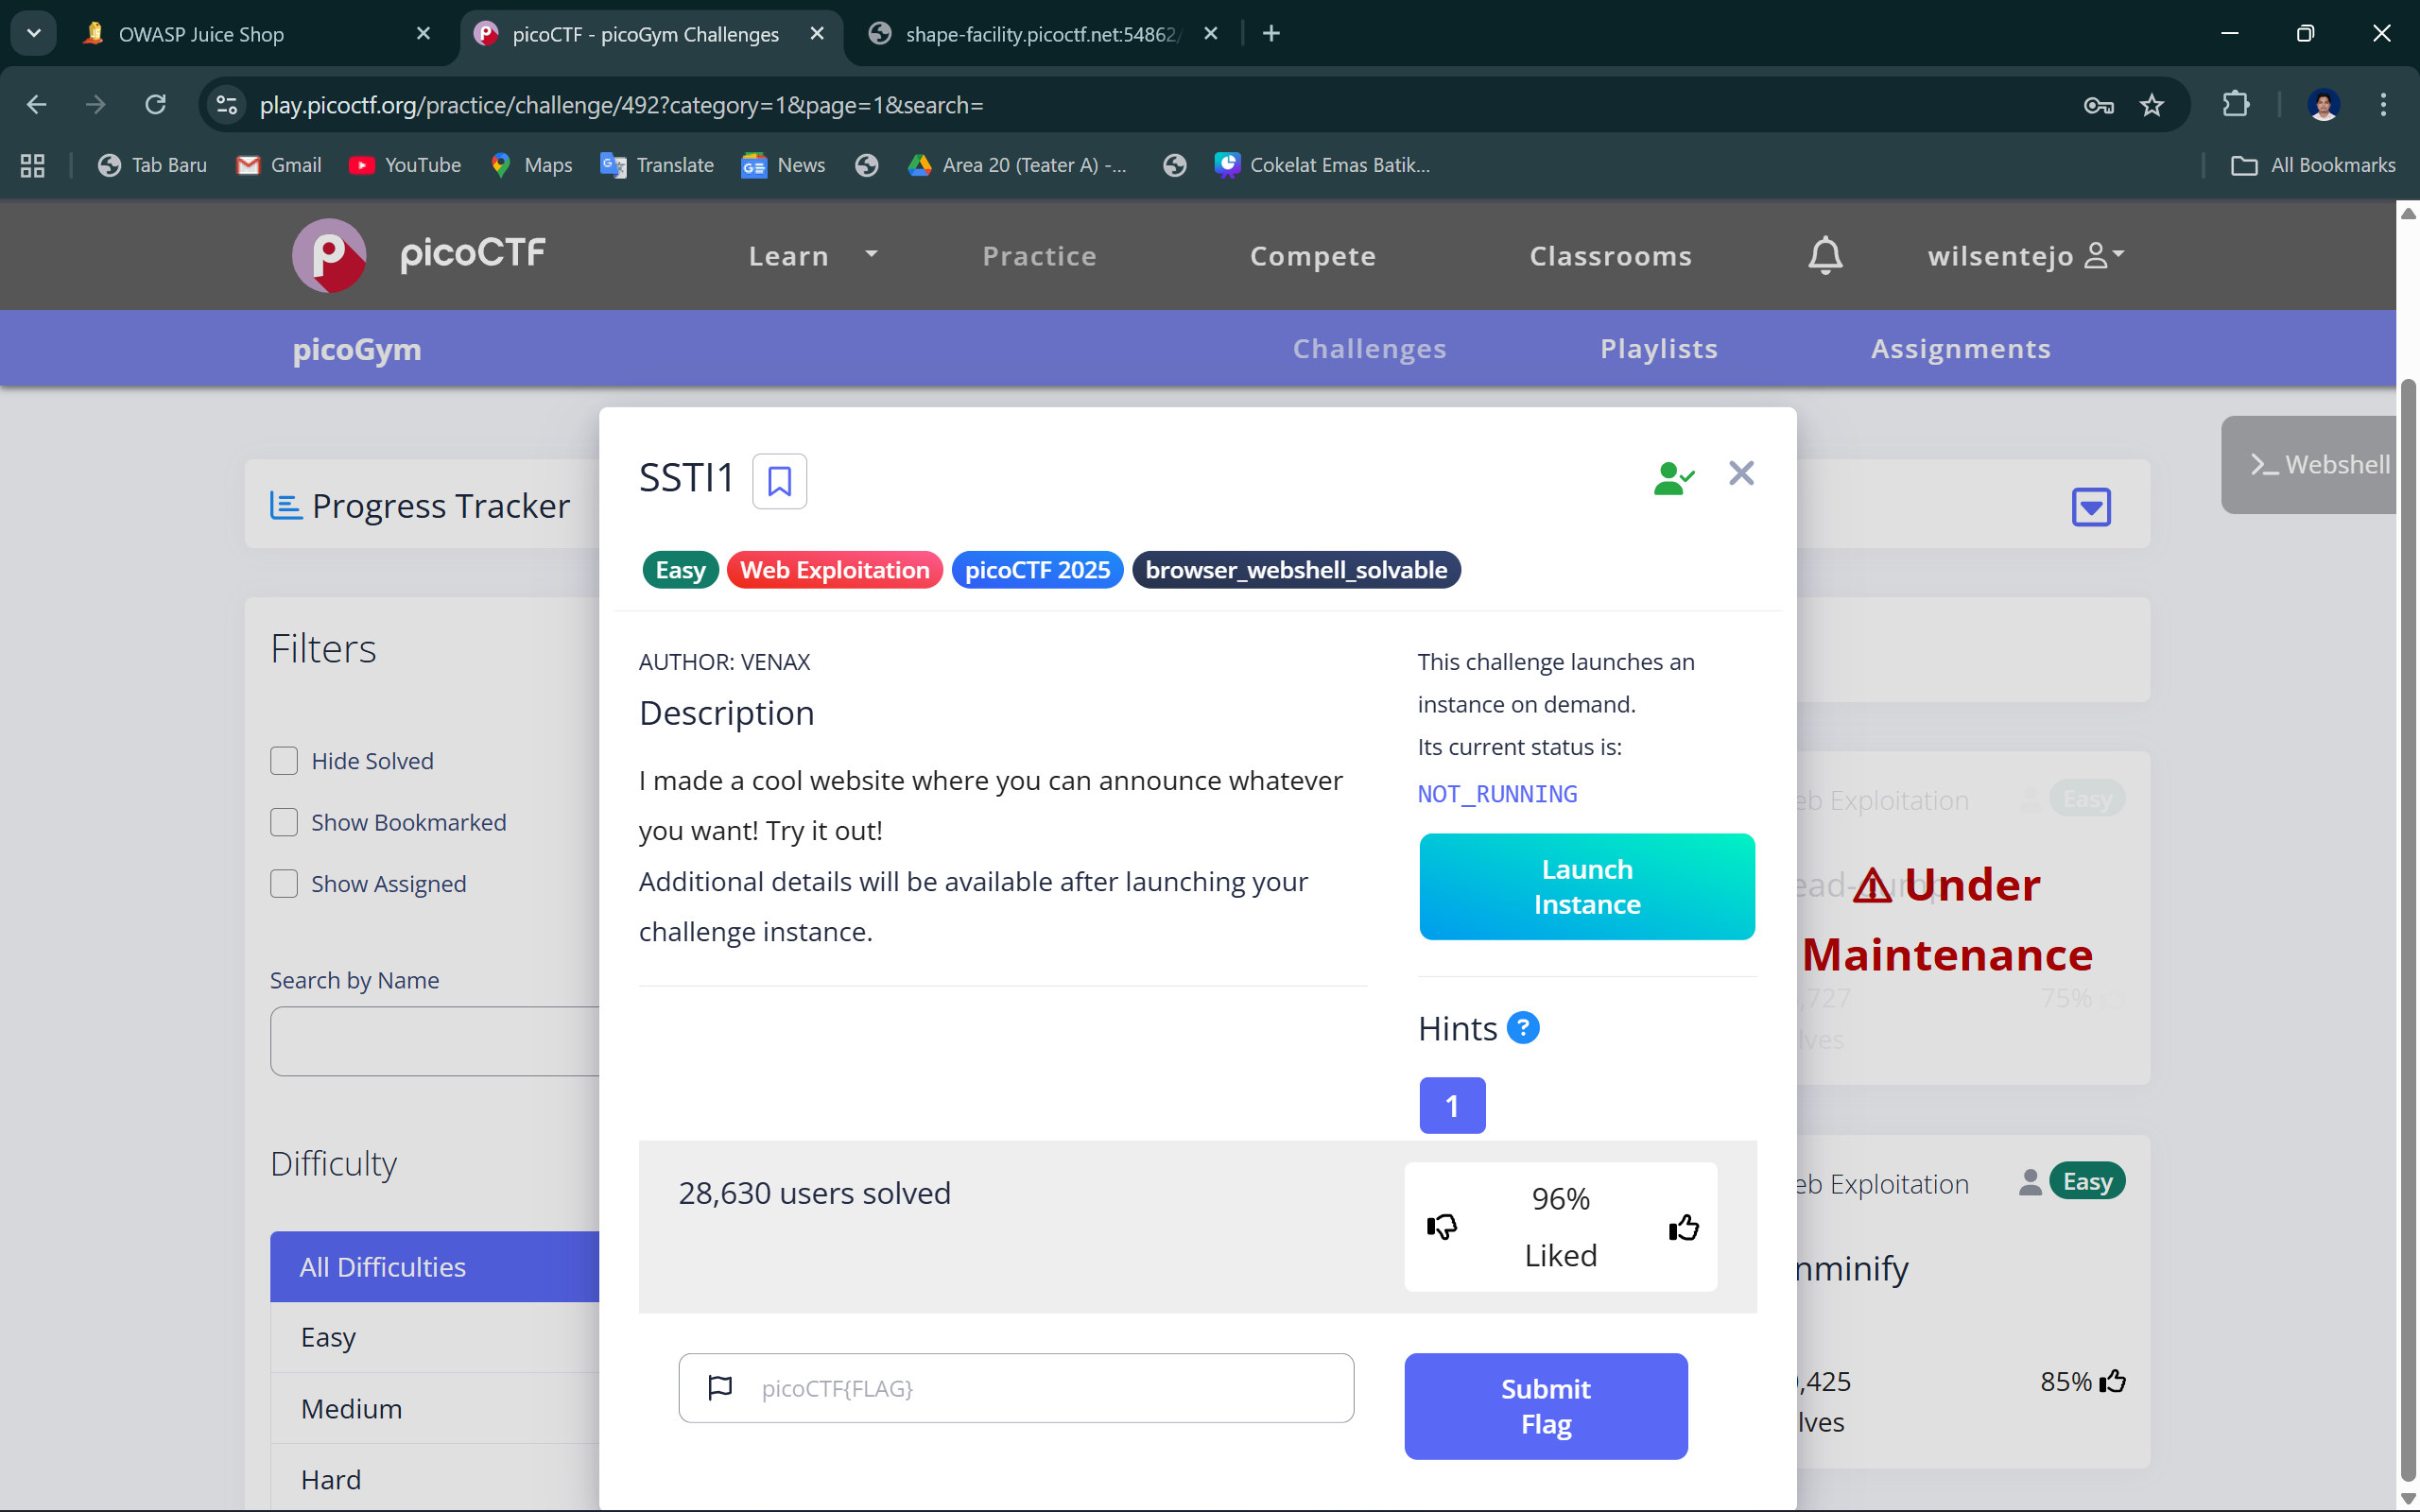 OWASP Juice Shop
picoCTF - picoGym Challenges
shape-facility.picoctf.net:54862/
play.picoctf.org/practice/challenge/492?category=1&page=1&search=
Tab Baru
Gmail
YouTube
Maps
Translate
News
Area 20 (Teater A) -...
Cokelat Emas Batik...
All Bookmarks
picoCTF
Learn
Practice
Compete
Classrooms
wilsentejo
picoGym
Challenges
Playlists
Assignments
Progress Tracker
Webshell
Filters
Hide Solved
Show Bookmarked
Show Assigned
Search by Name
Difficulty
All Difficulties
Easy
Medium
Hard
SSTI1
Easy
Web Exploitation
picoCTF 2025
browser_webshell_solvable
AUTHOR: VENAX
Description
I made a cool website where you can announce whatever
you want! Try it out!
Additional details will be available after launching your
challenge instance.
This challenge launches an
instance on demand.
Its current status is:
NOT_RUNNING
Launch
Instance
Hints ?
1
28,630 users solved
96%
Liked
picoCTF{FLAG}
Submit
Flag
eb Exploitation
Easy
ead-dump
Under
Maintenance
,727
75%
lves
eb Exploitation
Easy
nminify
,425
85%
lves